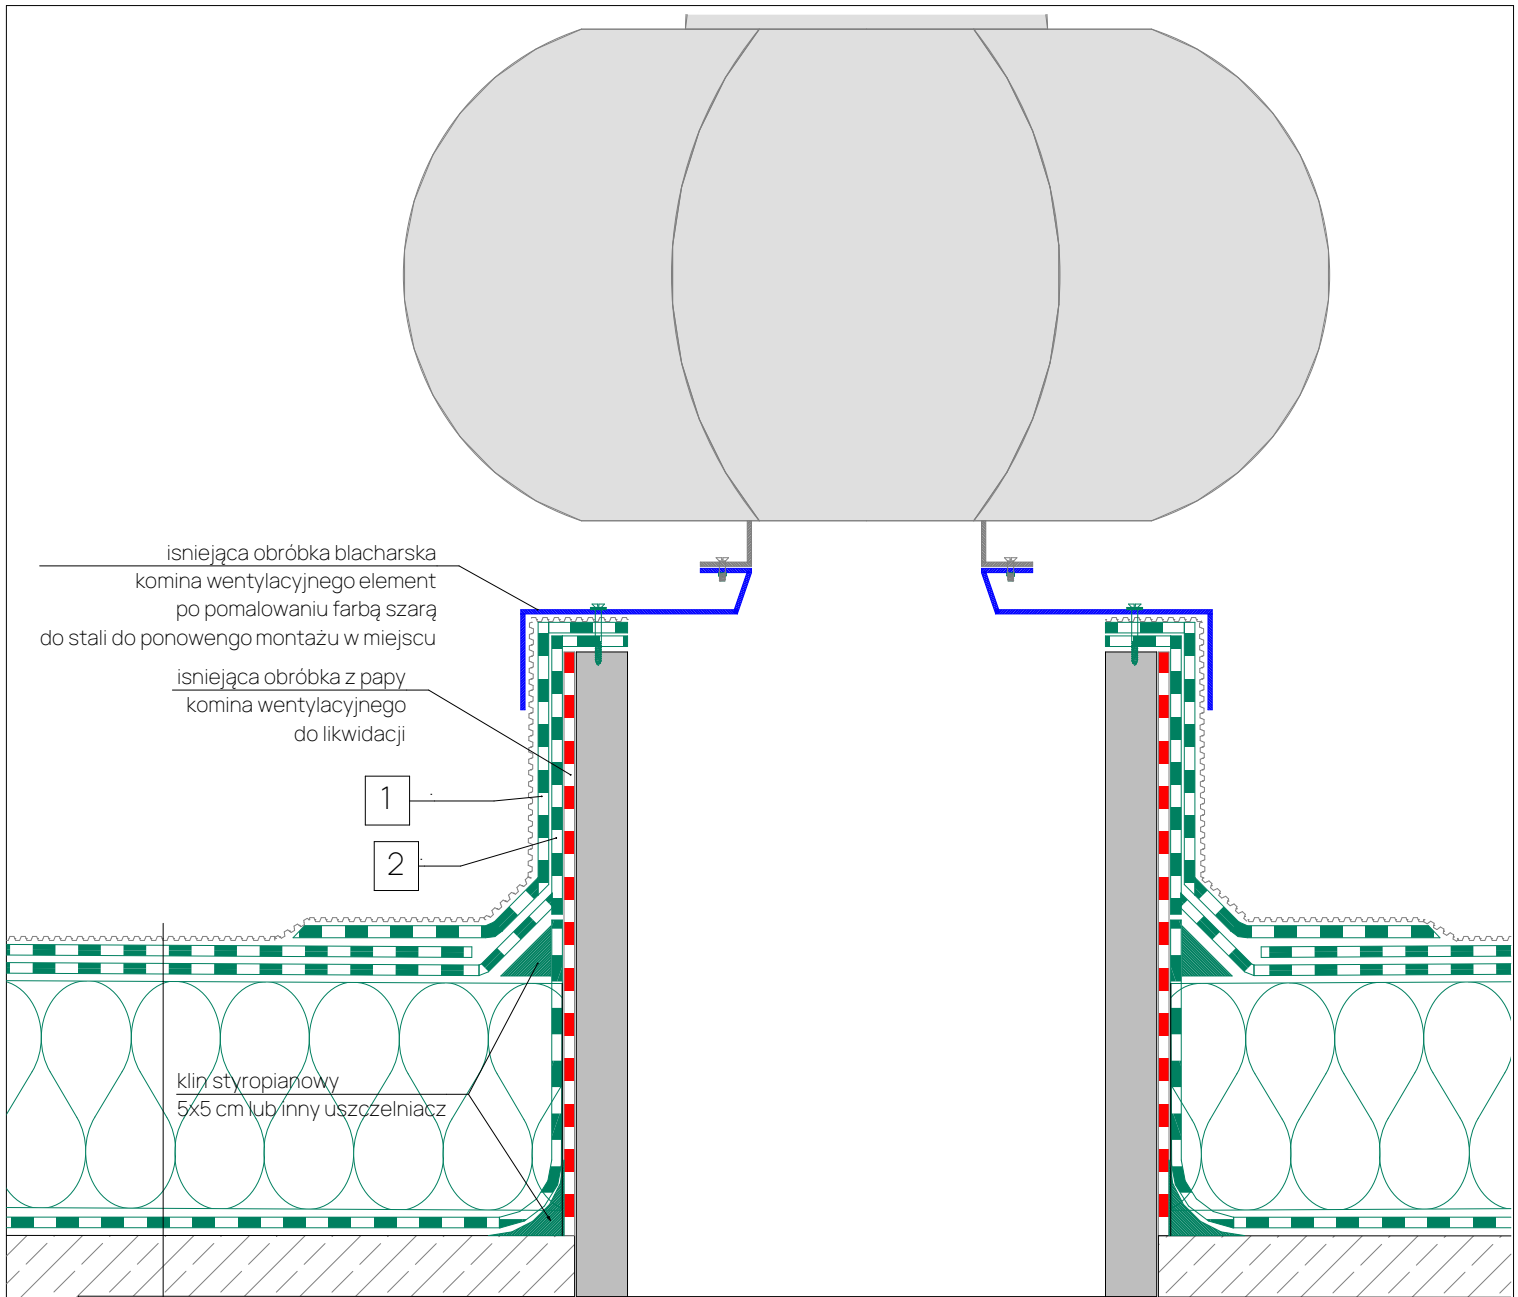 isniejąca obróbka blacharska
komina wentylacyjnego element
po pomalowaniu farbą szarą
do stali do ponowengo montażu w miejscu
isniejąca obróbka z papy
komina wentylacyjnego
do likwidacji
1
2
klin styropianowy
5x5 cm lub inny uszczelniacz